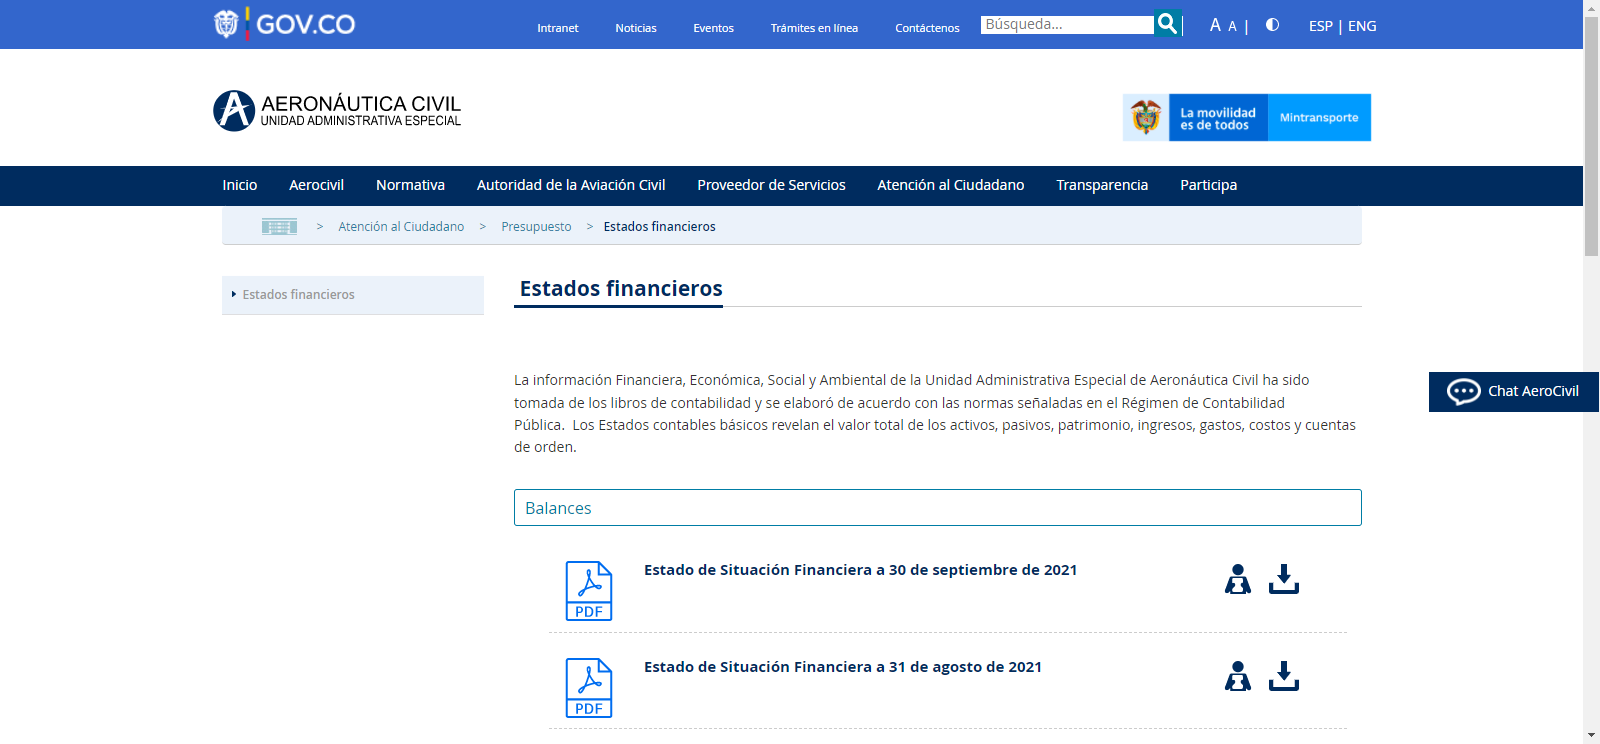 GOV.CO
Intranet
Noticias
Eventos
Trámites en línea
Contáctenos
Búsqueda...
A A |
ESP | ENG
AERONÁUTICA CIVIL
UNIDAD ADMINISTRATIVA ESPECIAL
La movilidad
es de todos
Mintransporte
Inicio
Aerocivil
Normativa
Autoridad de la Aviación Civil
Proveedor de Servicios
Atención al Ciudadano
Transparencia
Participa
> Atención al Ciudadano > Presupuesto > Estados financieros
Estados financieros
Estados financieros
La información Financiera, Económica, Social y Ambiental de la Unidad Administrativa Especial de Aeronáutica Civil ha sido
tomada de los libros de contabilidad y se elaboró de acuerdo con las normas señaladas en el Régimen de Contabilidad
Pública. Los Estados contables básicos revelan el valor total de los activos, pasivos, patrimonio, ingresos, gastos, costos y cuentas
de orden.
Chat AeroCivil
Balances
Estado de Situación Financiera a 30 de septiembre de 2021
PDF
Estado de Situación Financiera a 31 de agosto de 2021
PDF